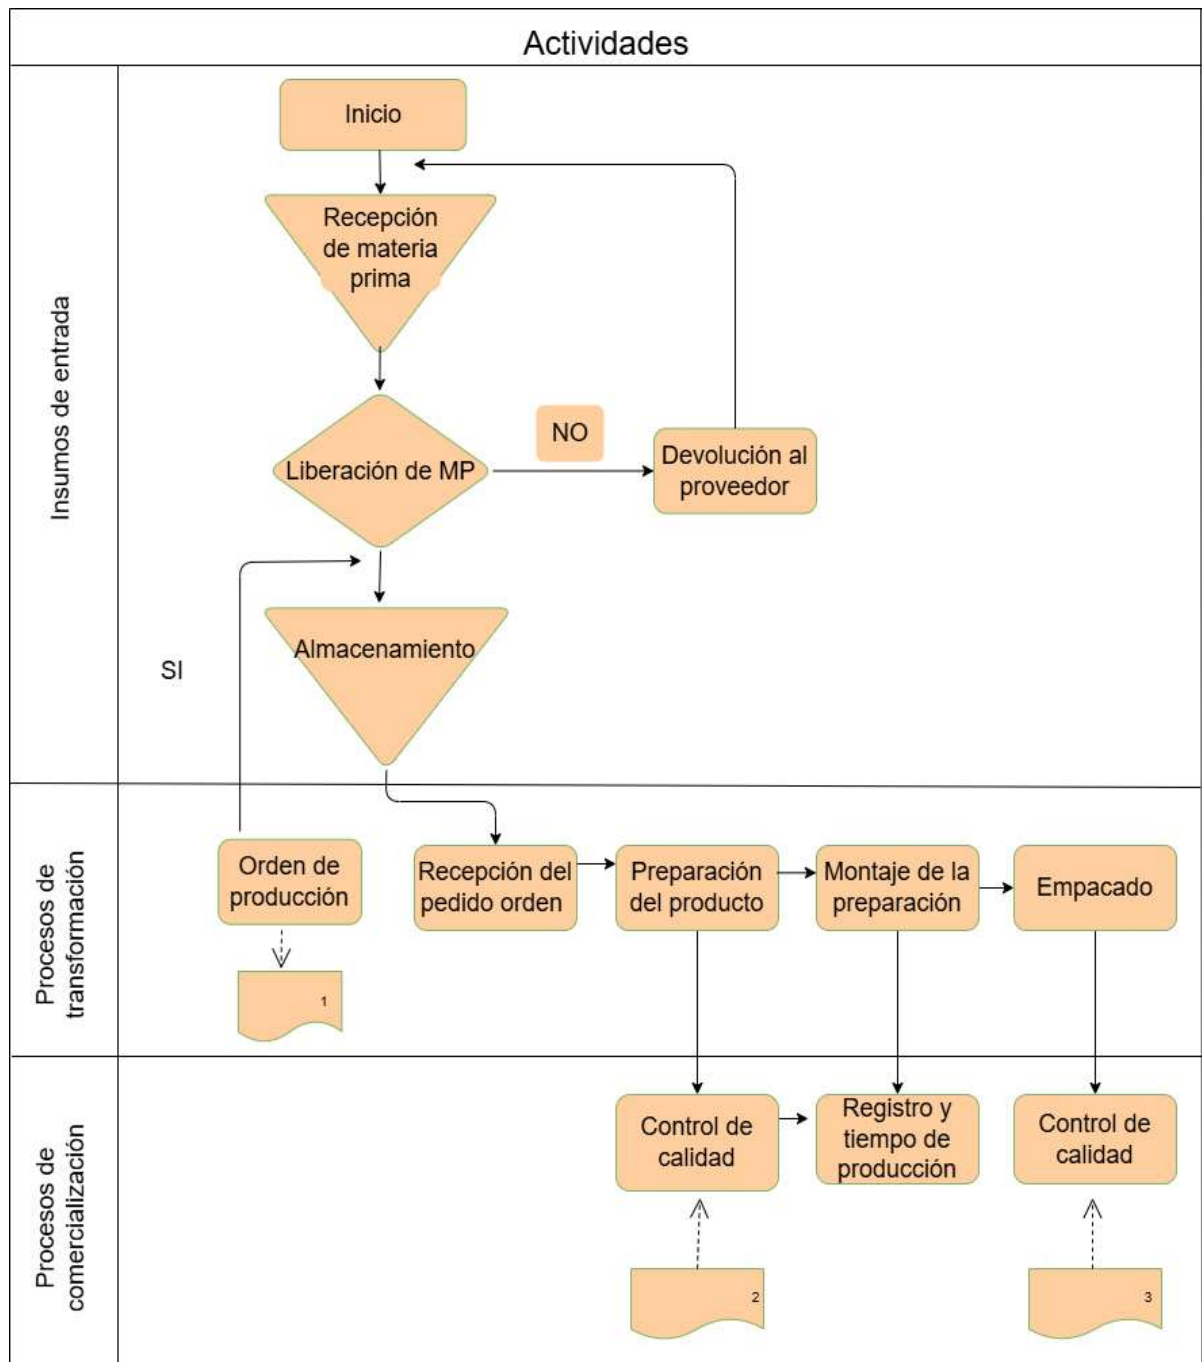 Actividades
Insumos de entrada
Inicio
Recepción
de materia
prima
Liberación de MP
NO
Devolución al
proveedor
Almacenamiento
SI
Procesos de
transformación
Orden de
producción
1
Recepción del
pedido orden
Preparación
del producto
Montaje de la
preparación
Empacado
Procesos de
comercialización
Control de
calidad
Registro y
tiempo de
producción
Control de
calidad
2
3